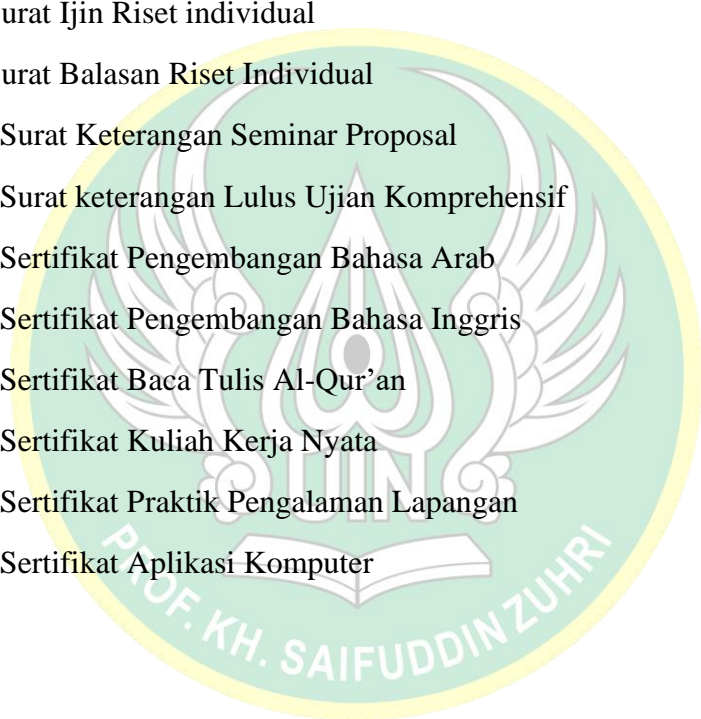 urat Ijin Riset individual
urat Balasan Riset Individual
Surat Keterangan Seminar Proposal
Surat keterangan Lulus Ujian Komprehensif
Sertifikat Pengembangan Bahasa Arab
Sertifikat Pengembangan Bahasa Inggris
Sertifikat Baca Tulis Al-Qur’an
Sertifikat Kuliah Kerja Nyata
Sertifikat Praktik Pengalaman Lapangan
Sertifikat Aplikasi Komputer
UIN
PROF. KH. SAIFUDDIN ZUHRI